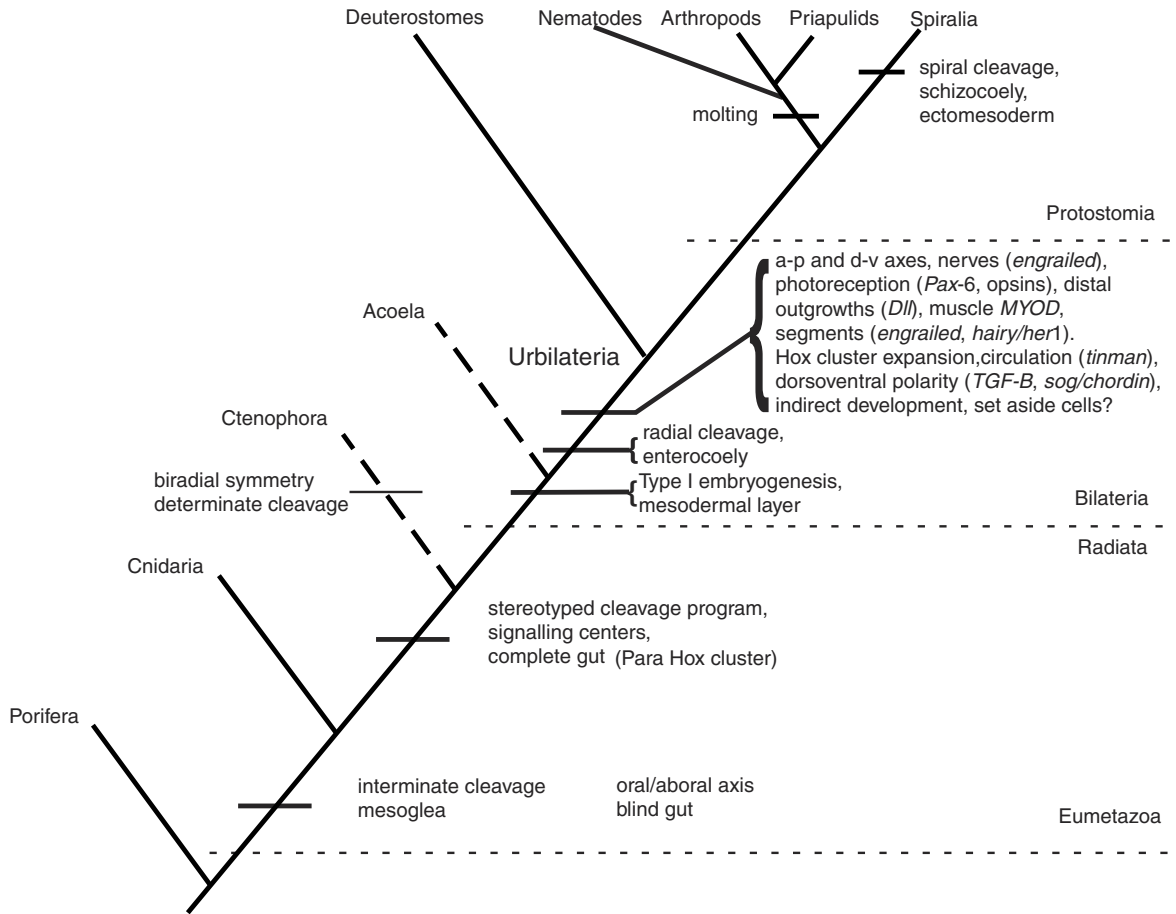 Deuterostomes
Nematodes
Arthropods
Priapulids
Spiralia
spiral cleavage,
schizocoely,
ectomesoderm
molting
Protostomia
a-p and d-v axes, nerves (engrailed),
photoreception (Pax-6, opsins), distal
outgrowths (Dll), muscle MYOD,
segments (engrailed, hairy/her1).
Hox cluster expansion,circulation (tinman),
dorsoventral polarity (TGF-B, sog/chordin),
indirect development, set aside cells?
Acoela
Urbilateria
Ctenophora
radial cleavage,
enterocoely
biradial symmetry
determinate cleavage
Type I embryogenesis,
mesodermal layer
Bilateria
Radiata
Cnidaria
stereotyped cleavage program,
signalling centers,
complete gut (Para Hox cluster)
Porifera
interminate cleavage
mesoglea
oral/aboral axis
blind gut
Eumetazoa